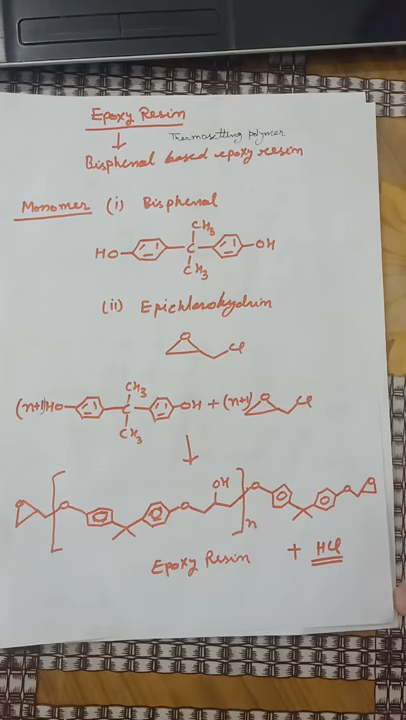 Epoxy Resin
Thermosetting polymer
Bisphenol based epoxy resin
Monomer (i) Bisphenol
CH3
HO C OH
CH3
(ii) Epichlorohydrin
O
Cl
CH3
(n+1)HO C OH + (n+1) O Cl
CH3
OH
O O O O O O
n
Epoxy Resin + HCl